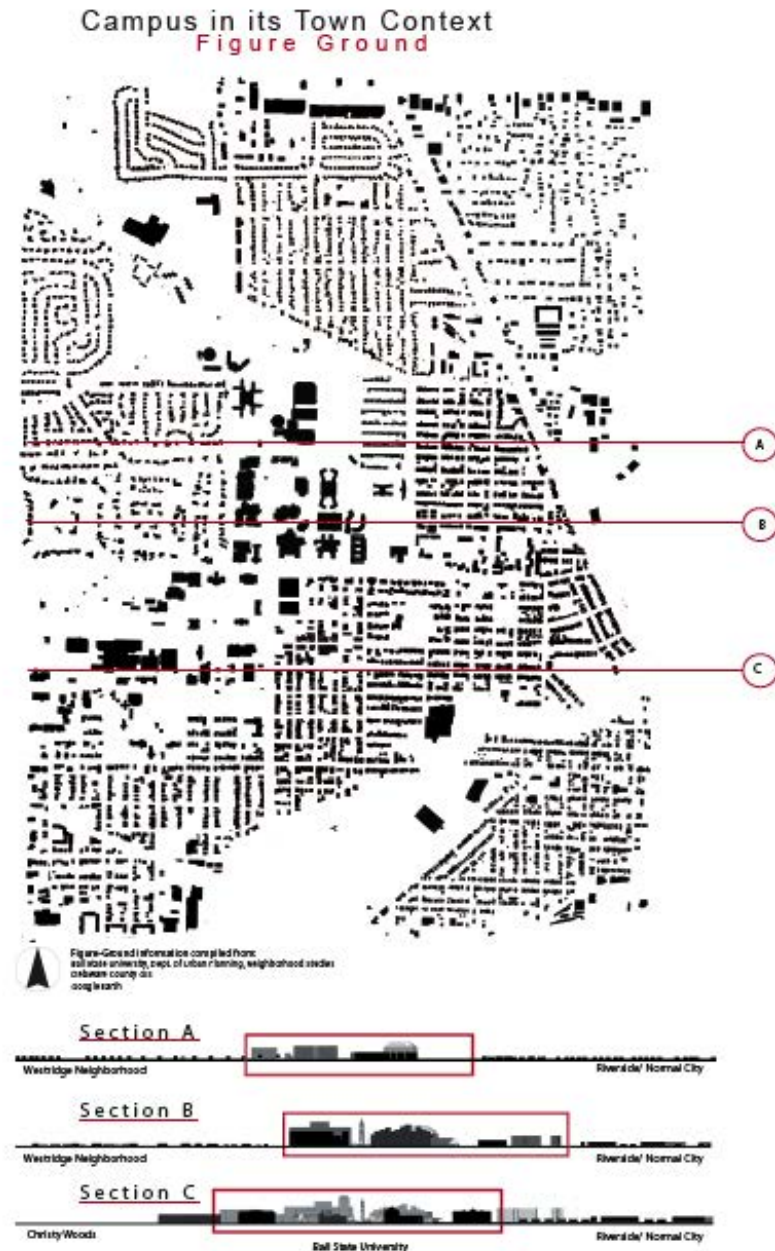 Campus in its Town Context
Figure Ground
A
B
C
Figure-Ground information compiled from:
ball state university, dept. of urban planning, neighborhood studies
delaware county GIS
google earth
Section A
Westridge Neighborhood
Riverside/ Normal City
Section B
Westridge Neighborhood
Riverside/ Normal City
Section C
Christy Woods
Riverside/ Normal City
Ball State University